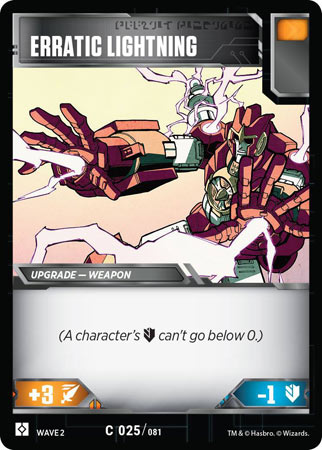 ERRATIC LIGHTNING
UPGRADE — WEAPON
(A character's can't go below 0.)
+3
-1
WAVE 2
C 025/081
TM & © Hasbro. © Wizards.